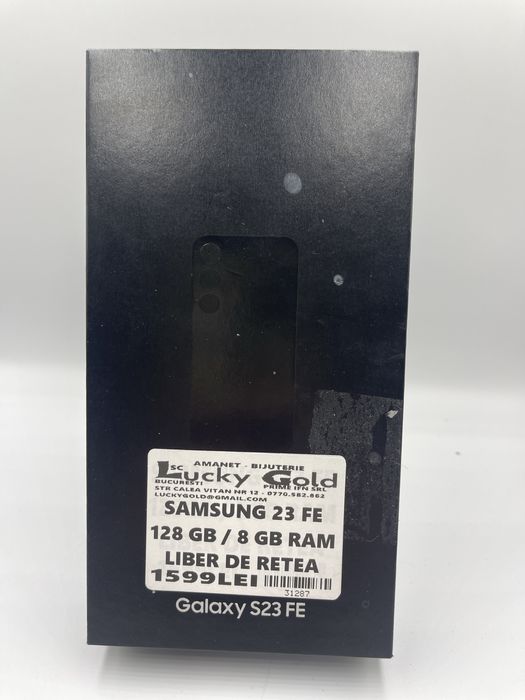 AMANET - BIJUTERIE
SC Lucky Gold
BUCURESTI PRIME IFN SRL
STR CALEA VITAN NR 12 - 0770.582.862
LUCKYGOLD@GMAIL.COM
SAMSUNG 23 FE
128 GB / 8 GB RAM
LIBER DE RETEA
1599LEI
31287
Galaxy S23 FE